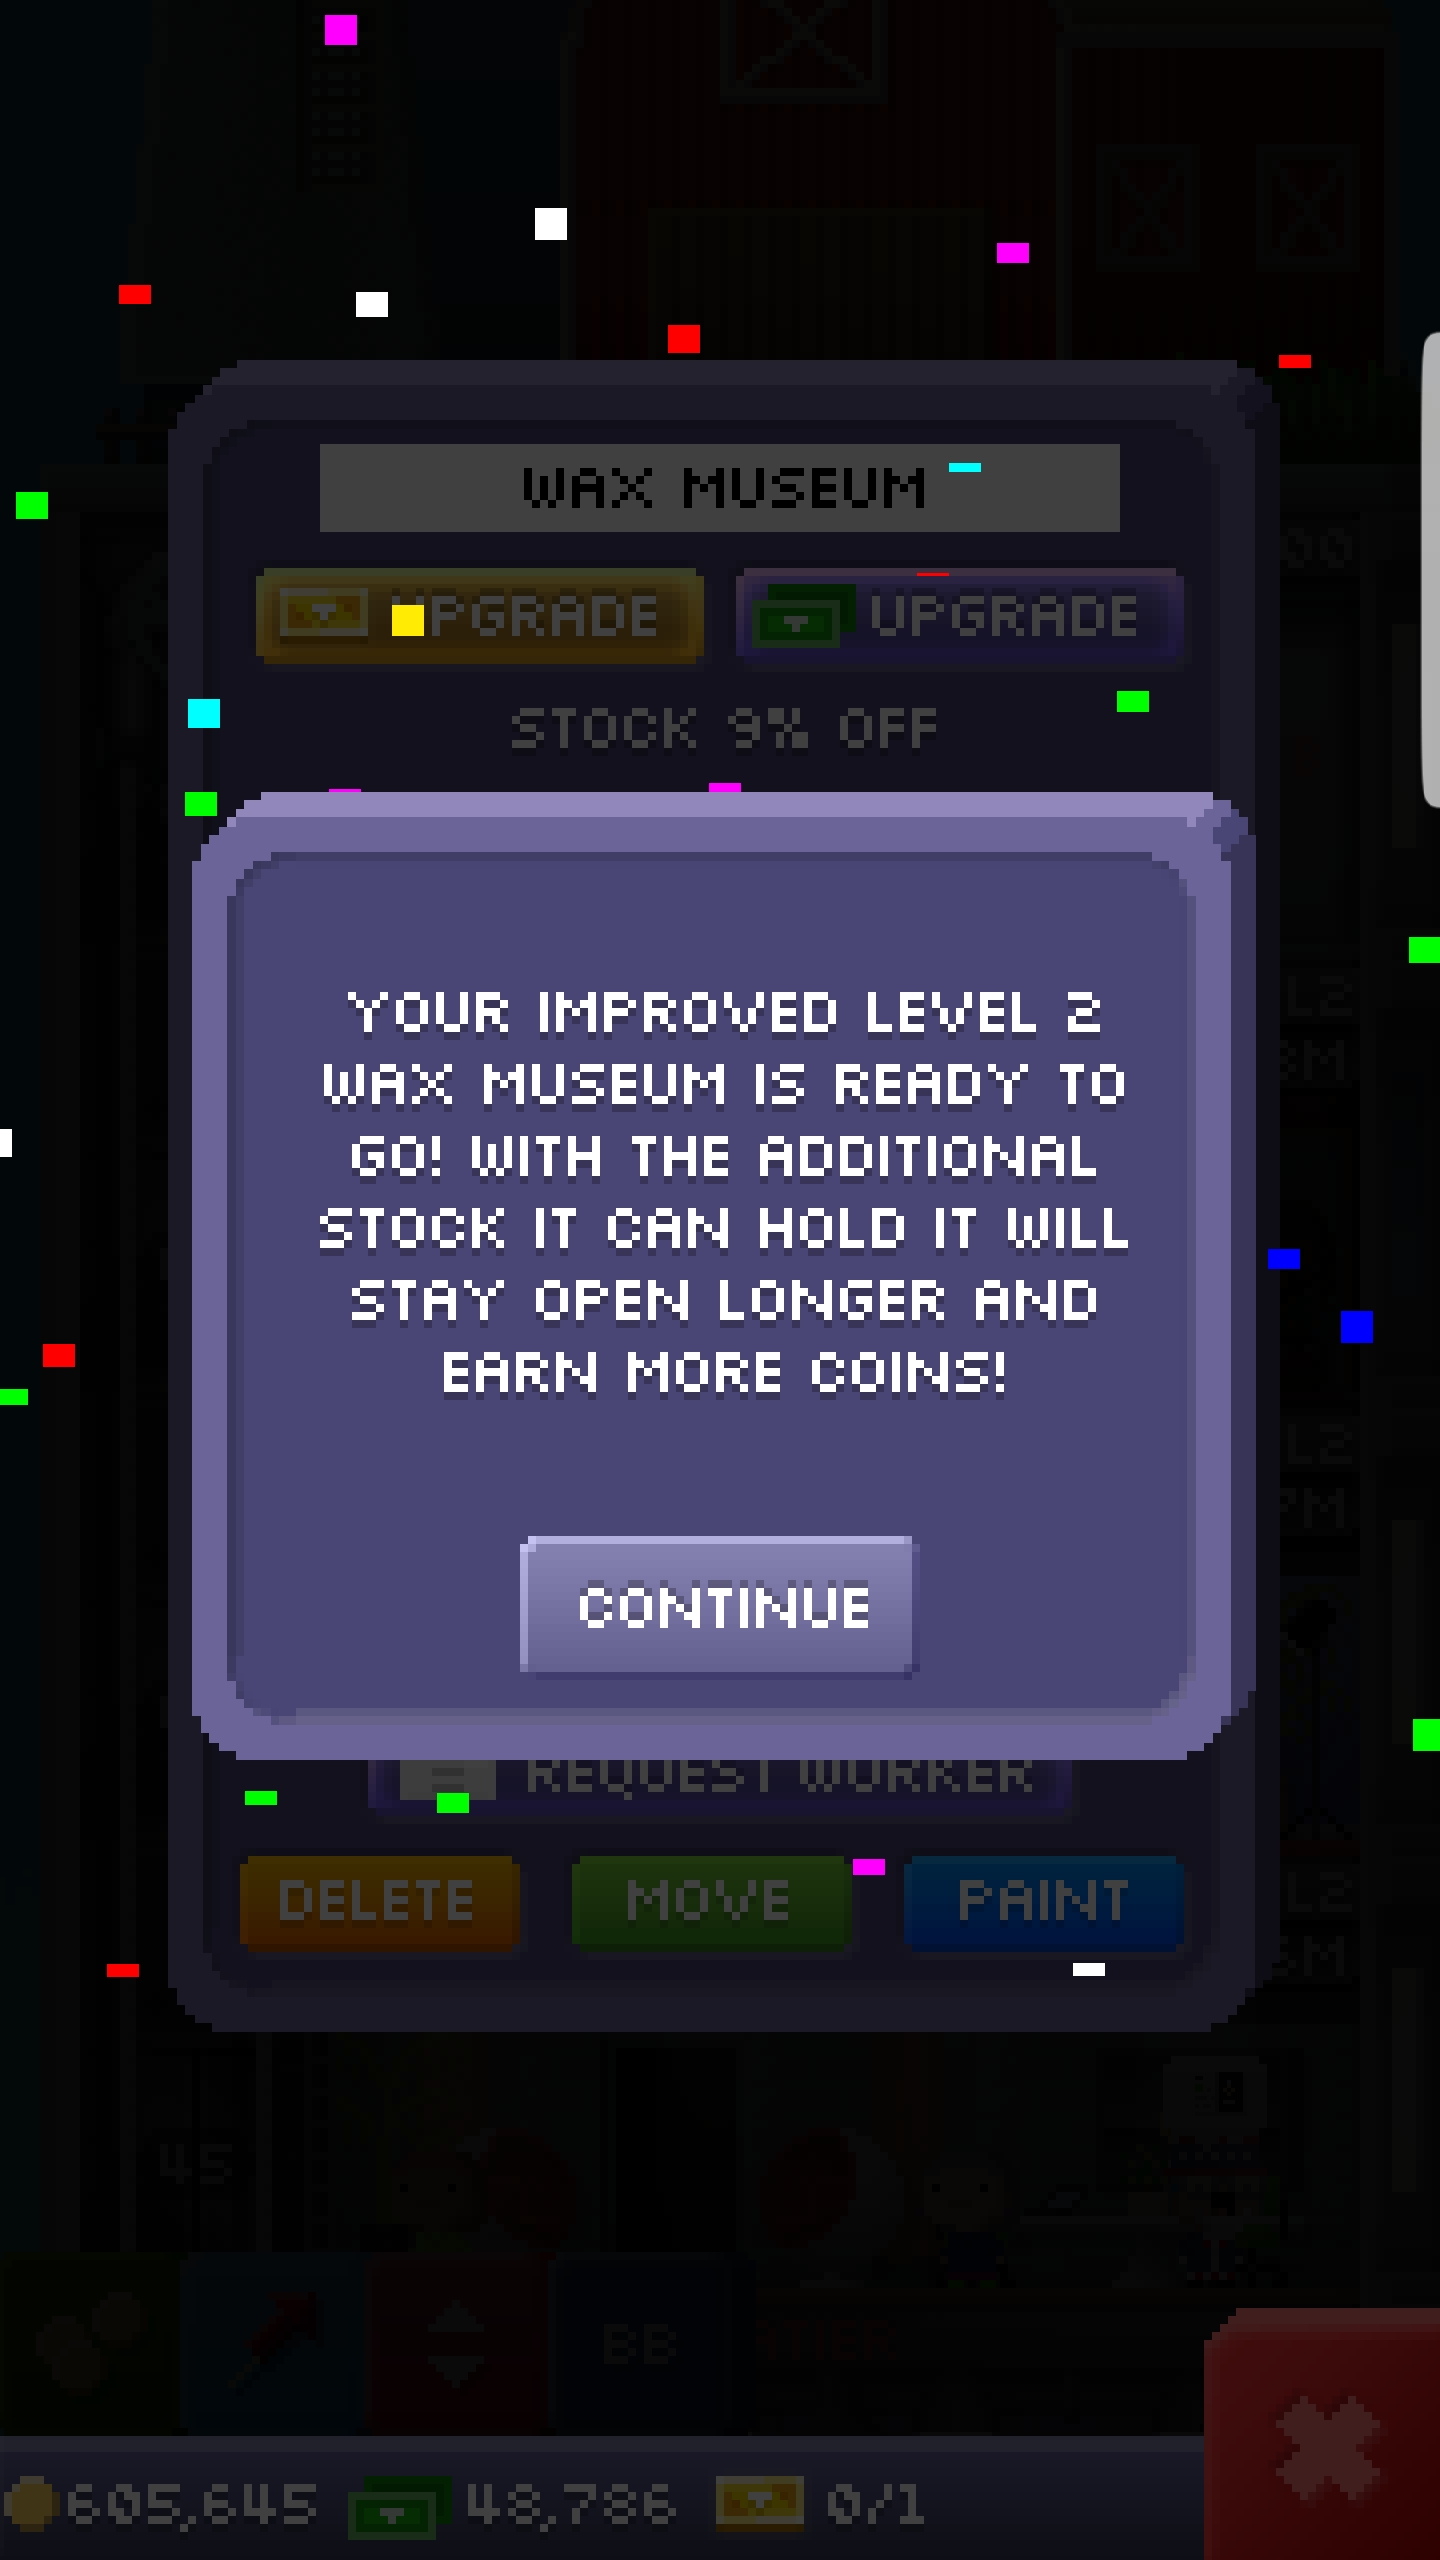 WAX MUSEUM
UPGRADE UPGRADE
STOCK 9% OFF
YOUR IMPROVED LEVEL 2
WAX MUSEUM IS READY TO
GO! WITH THE ADDITIONAL
STOCK IT CAN HOLD IT WILL
STAY OPEN LONGER AND
EARN MORE COINS!
CONTINUE
REQUEST WORKER
DELETE MOVE PAINT
45
BB
605,645 48,786 0/1